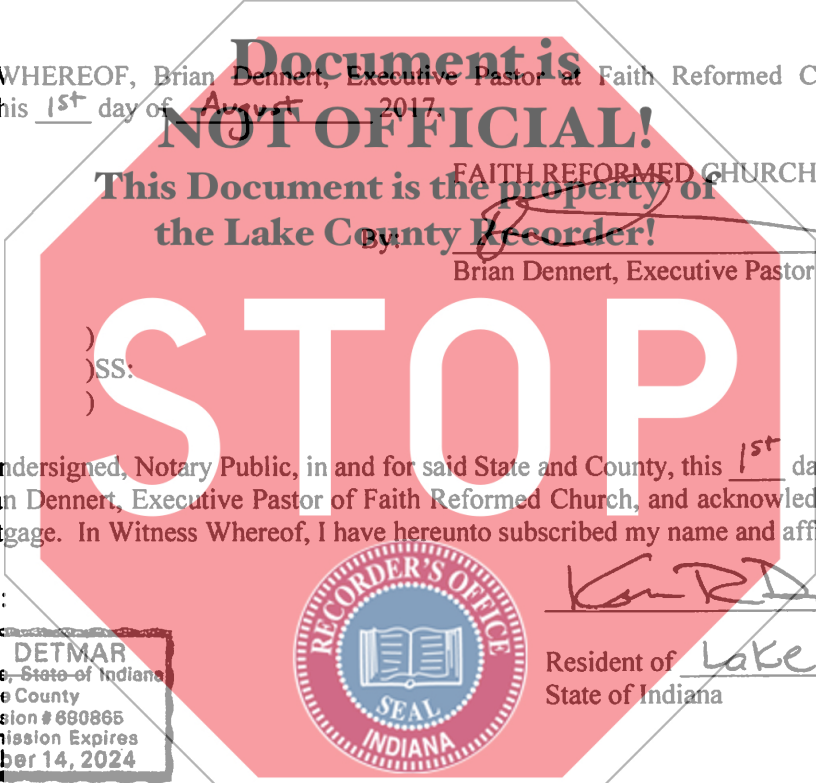 Document is
WHEREOF, Brian Dennert, Executive Pastor at Faith Reformed C
his 1st day of August 2017.
NOT OFFICIAL!
FAITH REFORMED CHURCH
This Document is the property of
the Lake County Recorder!
By:
Brian Dennert, Executive Pastor
)
)SS:
)
STOP
ndersigned, Notary Public, in and for said State and County, this 1st da
n Dennert, Executive Pastor of Faith Reformed Church, and acknowled
tgage. In Witness Whereof, I have hereunto subscribed my name and affi
:
RECORDER'S OFFICE
SEAL
INDIANA
DETMAR
State of Indiana
e County
sion # 680865
ission Expires
ber 14, 2024
Resident of Lake
State of Indiana